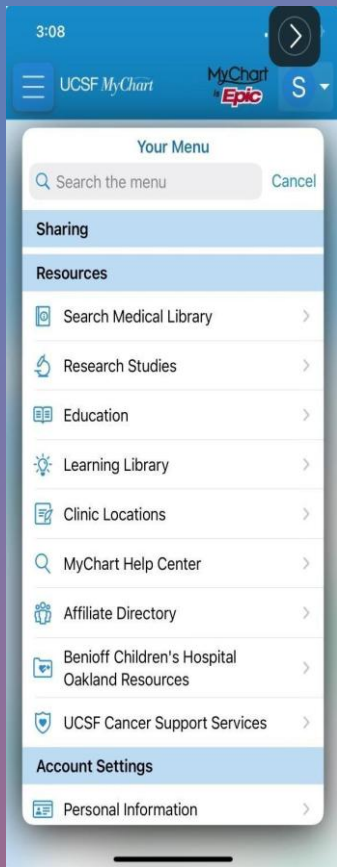 3:08
UCSF MyChart
MyChart
Epic
S
Your Menu
Search the menu
Cancel
Sharing
Resources
Search Medical Library
Research Studies
Education
Learning Library
Clinic Locations
MyChart Help Center
Affiliate Directory
Benioff Children's Hospital
Oakland Resources
UCSF Cancer Support Services
Account Settings
Personal Information